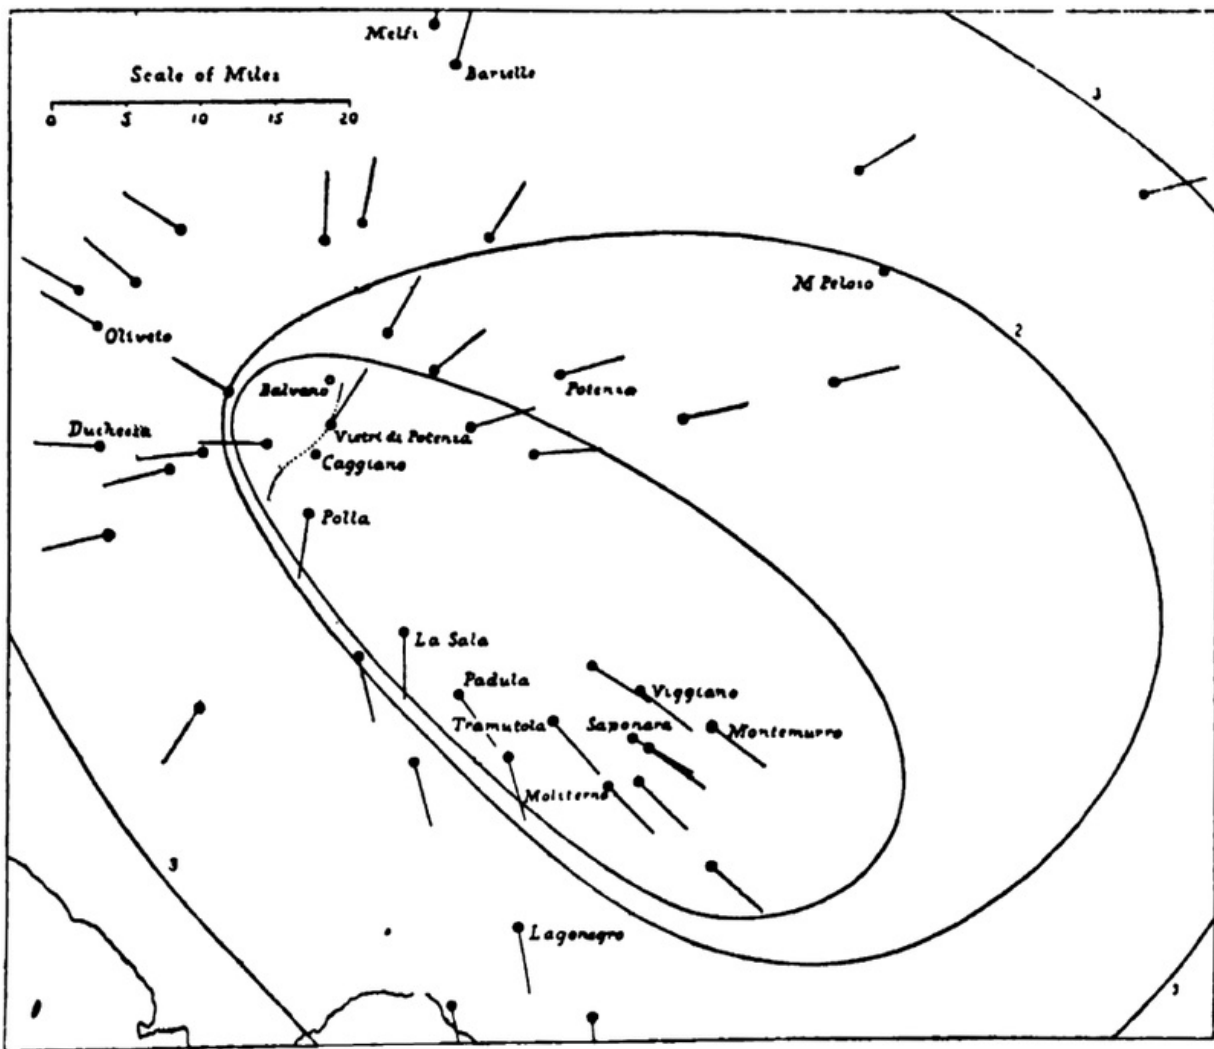 Melfi
Barielle
Scale of Miles
0 5 10 15 20
3
M Peloso
2
Oliveto
Balvano
Potenza
Duchessa
Vietri di Potenza
Caggiano
Polla
La Sala
Padula
Viggiano
Tramutola
Saponara
Montemurro
Moliterno
3
Lagonegro
3